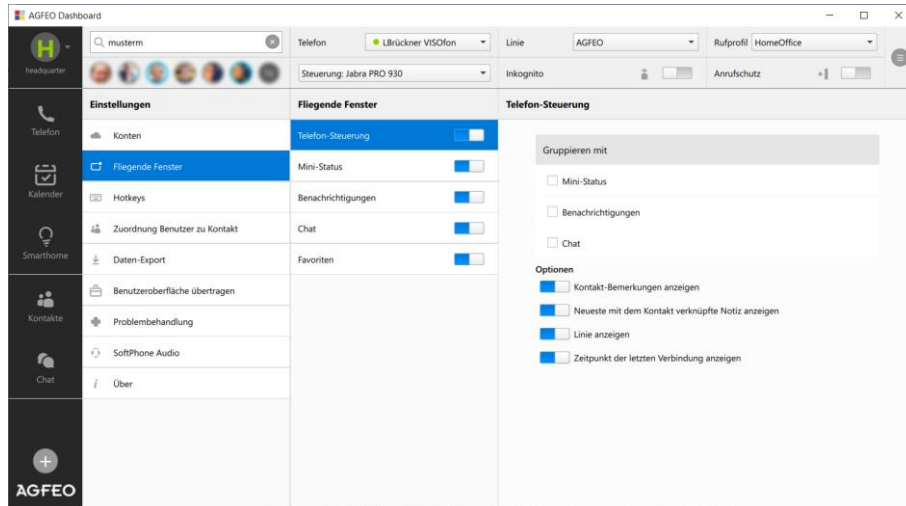 AGFEO Dashboard
H
headquarter
musterm
Telefon
LBrückner VISOfon
Linie
AGFEO
Rufprofil
HomeOffice
Steuerung: Jabra PRO 930
Inkognito
Anrufschutz
Telefon
Kalender
Smarthome
Kontakte
Chat
AGFEO
Einstellungen
Konten
Fliegende Fenster
Hotkeys
Zuordnung Benutzer zu Kontakt
Daten-Export
Benutzeroberfläche übertragen
Problembehandlung
SoftPhone Audio
i Über
Fliegende Fenster
Telefon-Steuerung
Mini-Status
Benachrichtigungen
Chat
Favoriten
Telefon-Steuerung
Gruppieren mit
Mini-Status
Benachrichtigungen
Chat
Optionen
Kontakt-Bemerkungen anzeigen
Neueste mit dem Kontakt verknüpfte Notiz anzeigen
Linie anzeigen
Zeitpunkt der letzten Verbindung anzeigen